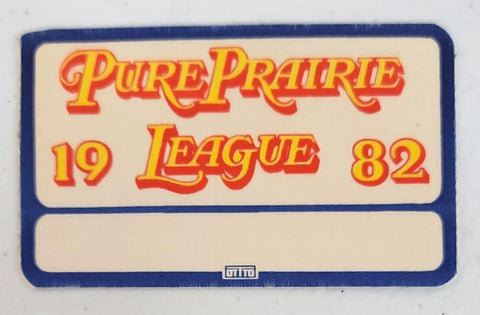 PURE PRAIRIE
19 LEAGUE 82
OTTO